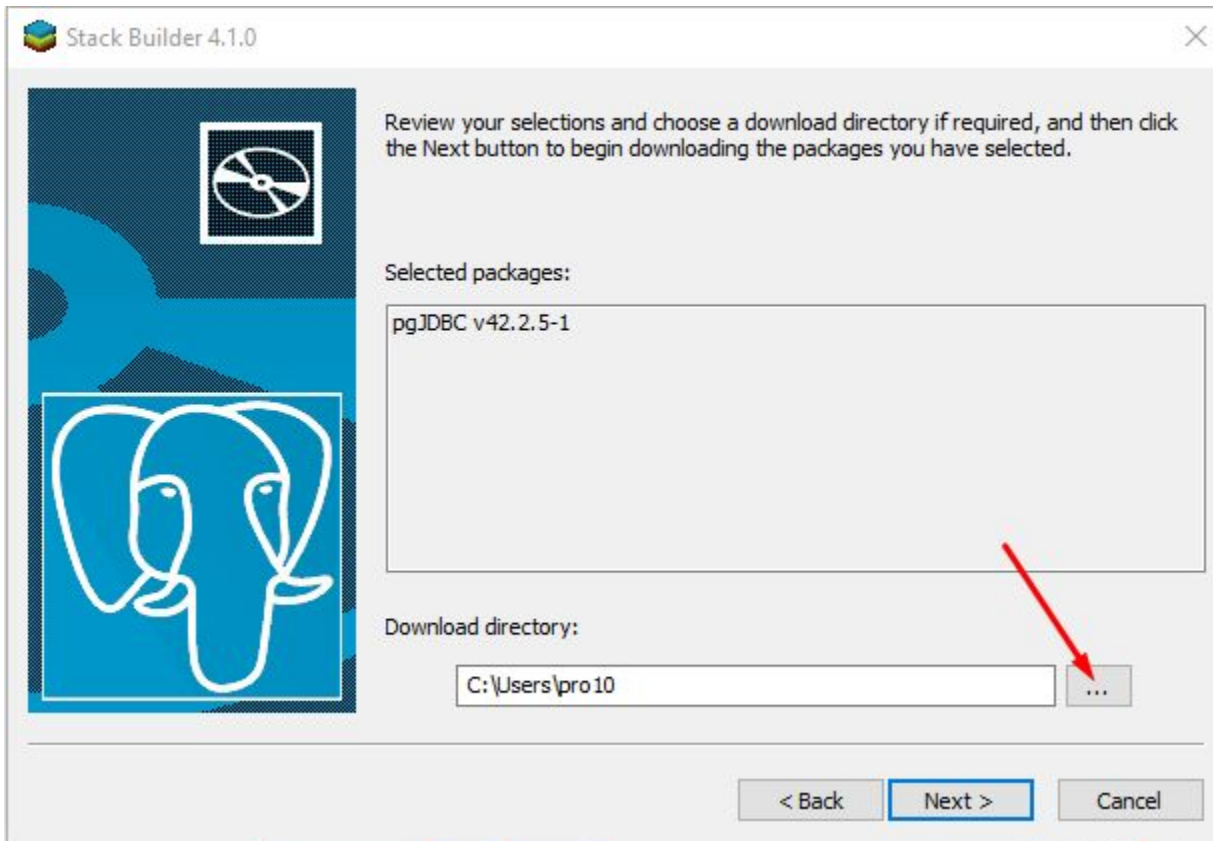 Stack Builder 4.1.0
Review your selections and choose a download directory if required, and then click
the Next button to begin downloading the packages you have selected.
Selected packages:
pgJDBC v42.2.5-1
Download directory:
C:\Users\pro10
...
< Back
Next >
Cancel